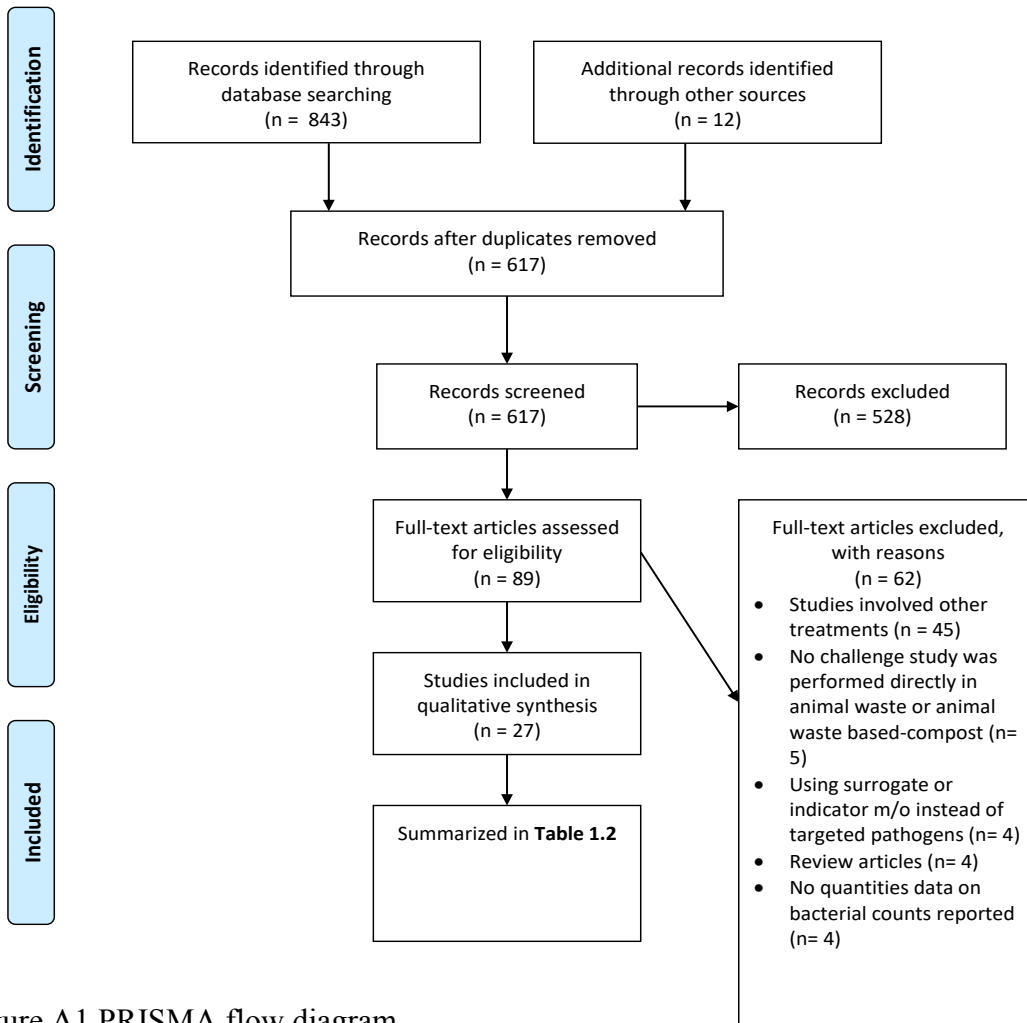 Identification
Records identified through
database searching
(n = 843)
Additional records identified
through other sources
(n = 12)
Records after duplicates removed
(n = 617)
Screening
Records screened
(n = 617)
Records excluded
(n = 528)
Eligibility
Full-text articles assessed
for eligibility
(n = 89)
Full-text articles excluded,
with reasons
(n = 62)
• Studies involved other
treatments (n = 45)
• No challenge study was
performed directly in
animal waste or animal
waste based-compost (n=
5)
• Using surrogate or
indicator m/o instead of
targeted pathogens (n= 4)
• Review articles (n= 4)
• No quantities data on
bacterial counts reported
(n= 4)
Studies included in
qualitative synthesis
(n = 27)
Included
Summarized in Table 1.2
A1 PRISMA flow diagram